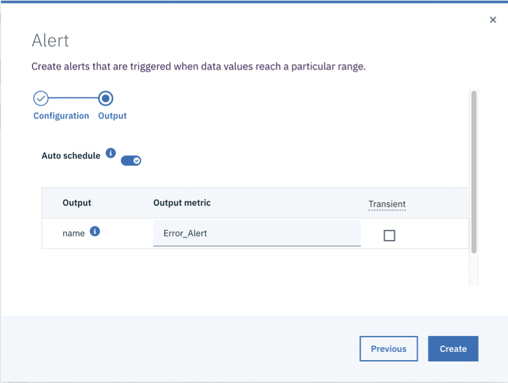 Alert
Create alerts that are triggered when data values reach a particular range.
Configuration Output
Auto schedule
Output Output metric Transient
name Error_Alert
Previous Create